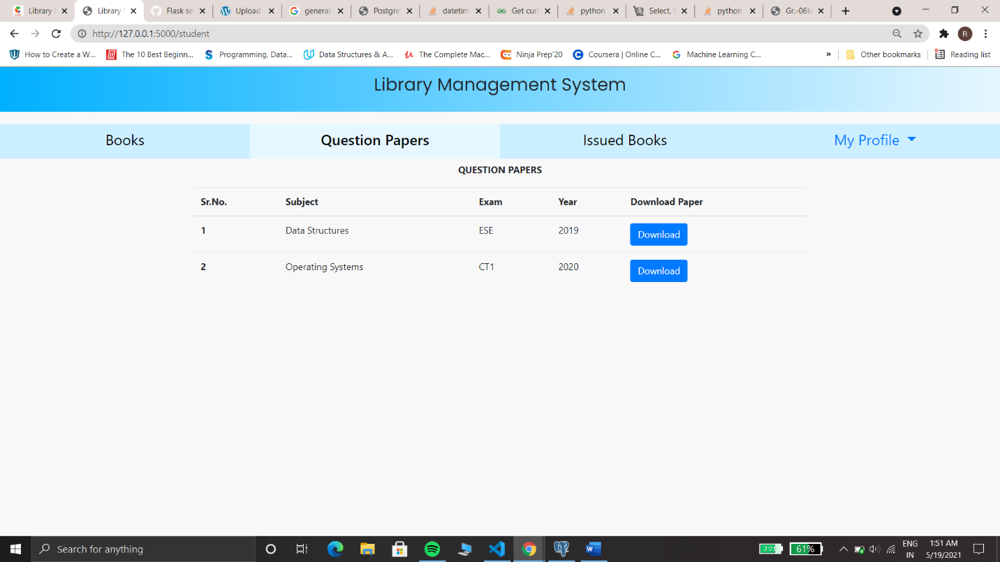 Library Library Flask se Upload generat Postgre datetim Get curr python Select, python Gr.-06li
http://127.0.0.1:5000/student R
How to Create a W... The 10 Best Beginn... Programming, Data... Data Structures & A... The Complete Mac... Ninja Prep'20 Coursera | Online C... Machine Learning C... » Other bookmarks Reading list
Library Management System
Books Question Papers Issued Books My Profile
QUESTION PAPERS
Sr.No. Subject Exam Year Download Paper
1 Data Structures ESE 2019 Download
2 Operating Systems CT1 2020 Download
Search for anything 3:01 61% ENG 1:51 AM
IN 5/19/2021